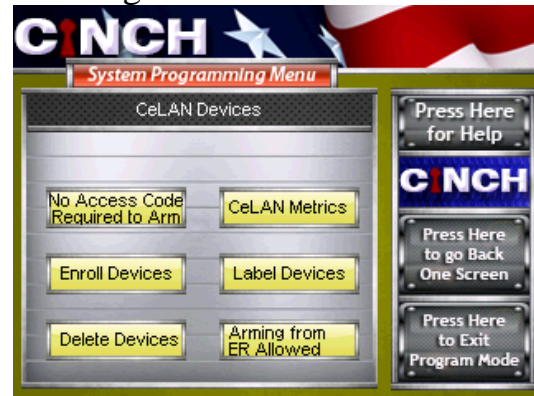 CINCH
System Programming Menu
CeLAN Devices
No Access Code
Required to Arm
CeLAN Metrics
Enroll Devices
Label Devices
Delete Devices
Arming from
ER Allowed
Press Here
for Help
CINCH
Press Here
to go Back
One Screen
Press Here
to Exit
Program Mode